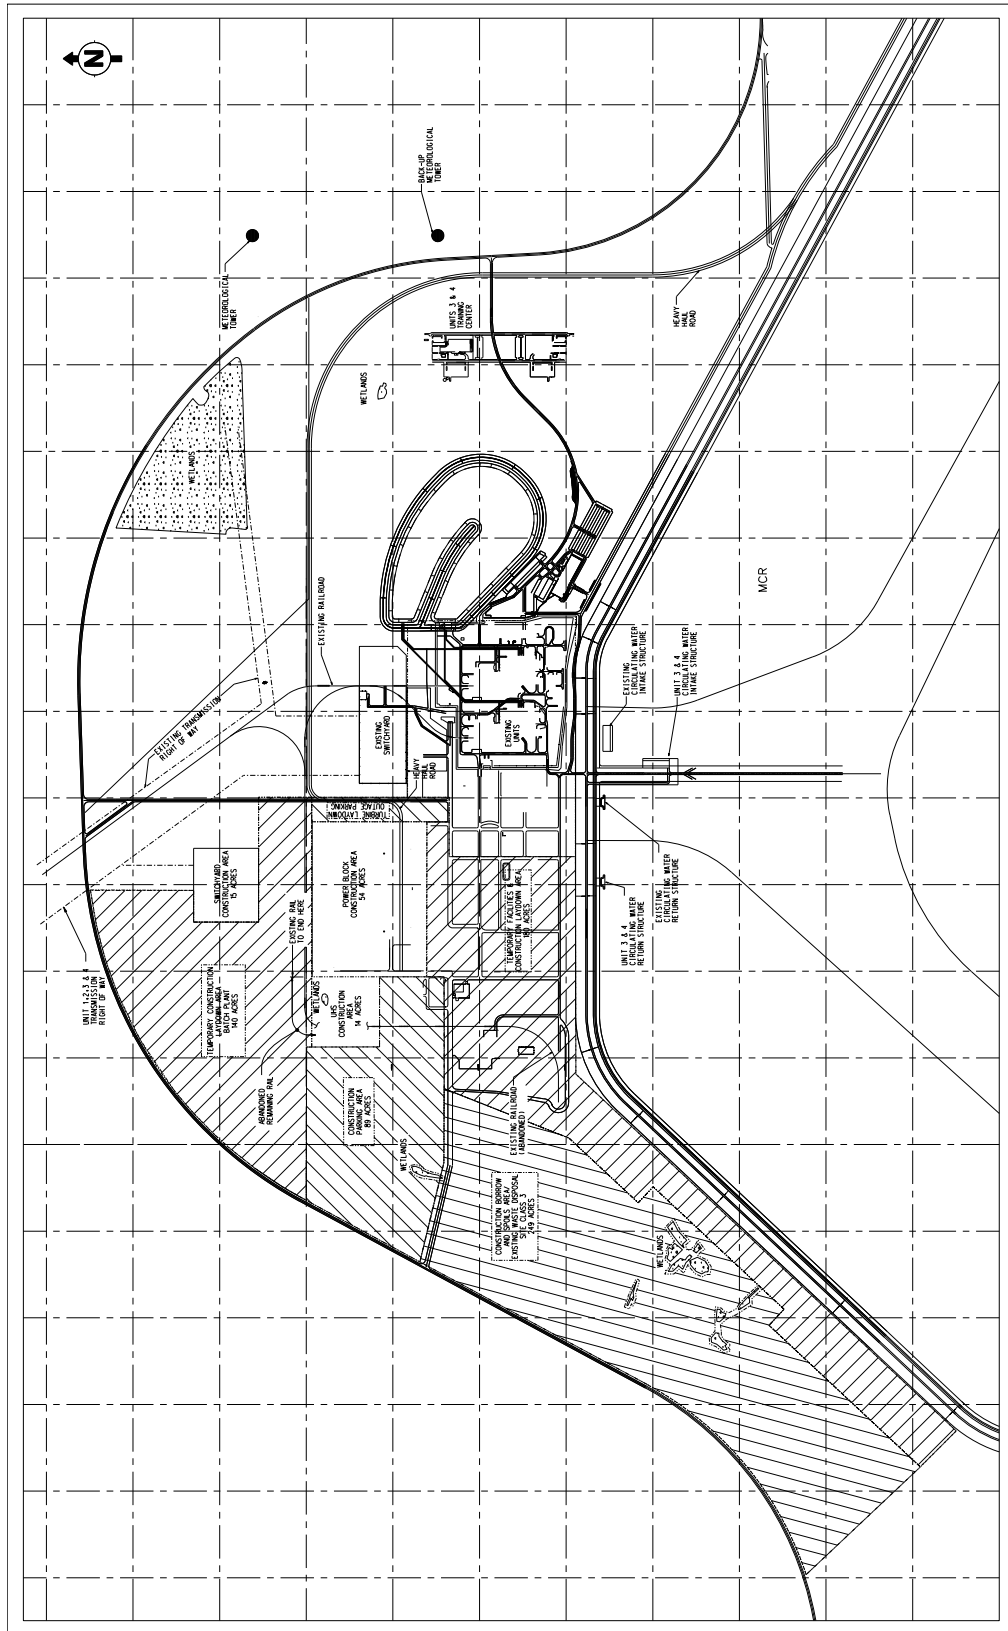 N
BACK-UP
METEOROLOGICAL
TOWER
METEOROLOGICAL
TOWER
UNITS 3 & 4
TRANING
CENTER
HEAVY
HAUL
ROAD
WETLANDS
WETLANDS
EXISTING RAILROAD
MCR
EXISTING
CIRCULATING WATER
INTAKE STRUCTURE
UNIT 3 & 4
CIRCULATING WATER
INTAKE STRUCTURE
EXISTING TRANSMISSION
RIGHT OF WAY
EXISTING
SWITCHYARD
EXISTING
UNITS
HEAVY
HAUL
ROAD
TURBINE LAYDOWN
OUTAGE PARKING
SWITCHYARD
CONSTRUCTION AREA
15 ACRES
POWER BLOCK
CONSTRUCTION AREA
54 ACRES
TEMPORARY FACILITIES &
CONSTRUCTION LAYDOWN AREA
180 ACRES
EXISTING
CIRCULATING WATER
RETURN STRUCTURE
UNIT 3 & 4
CIRCULATING WATER
RETURN STRUCTURE
EXISTING RAIL
TO END HERE
UNIT 1,2,3 & 4
TRANSMISSION
RIGHT OF WAY
TEMPORARY CONSTRUCTION
LAYDOWN AREA
BATCH PLANT
140 ACRES
WETLANDS
UHS
CONSTRUCTION
AREA
14 ACRES
ABANDONED
REMAINING RAIL
CONSTRUCTION
PARKING AREA
89 ACRES
EXISTING RAILROAD
(ABANDONED)
WETLANDS
CONSTRUCTION BORROW
AND SPOILS AREA/
EXISTING WASTE DISPOSAL
SITE CLASS 3
249 ACRES
WETLANDS